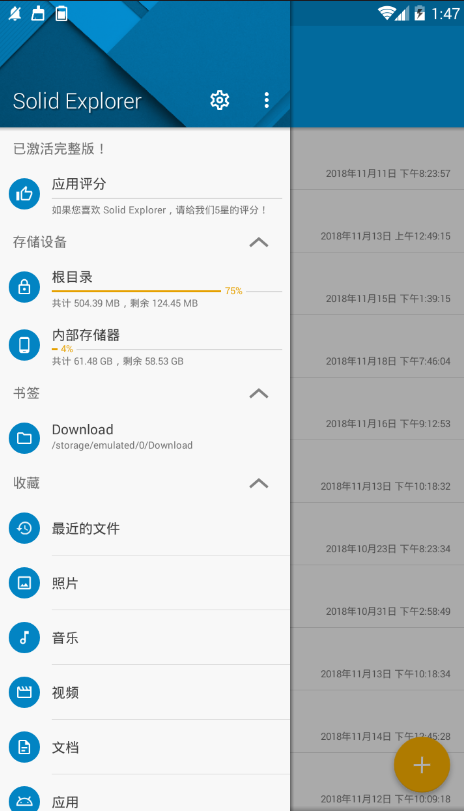 1:47
Solid Explorer
已激活完整版！
应用评分
如果您喜欢 Solid Explorer，请给我们5星的评分！
存储设备
根目录
75%
共计 504.39 MB，剩余 124.45 MB
内部存储器
4%
共计 61.48 GB，剩余 58.53 GB
书签
Download
/storage/emulated/0/Download
收藏
最近的文件
照片
音乐
视频
文档
应用
2018年11月11日 下午8:23:57
2018年11月13日 上午12:49:15
2018年11月15日 下午1:39:15
2018年11月18日 下午7:46:04
2018年11月16日 下午9:12:53
2018年11月13日 下午10:18:32
2018年10月23日 下午8:23:34
2018年10月31日 下午2:58:49
2018年11月13日 下午10:18:34
2018年11月14日 下午12:45:28
2018年11月12日 下午10:09:18